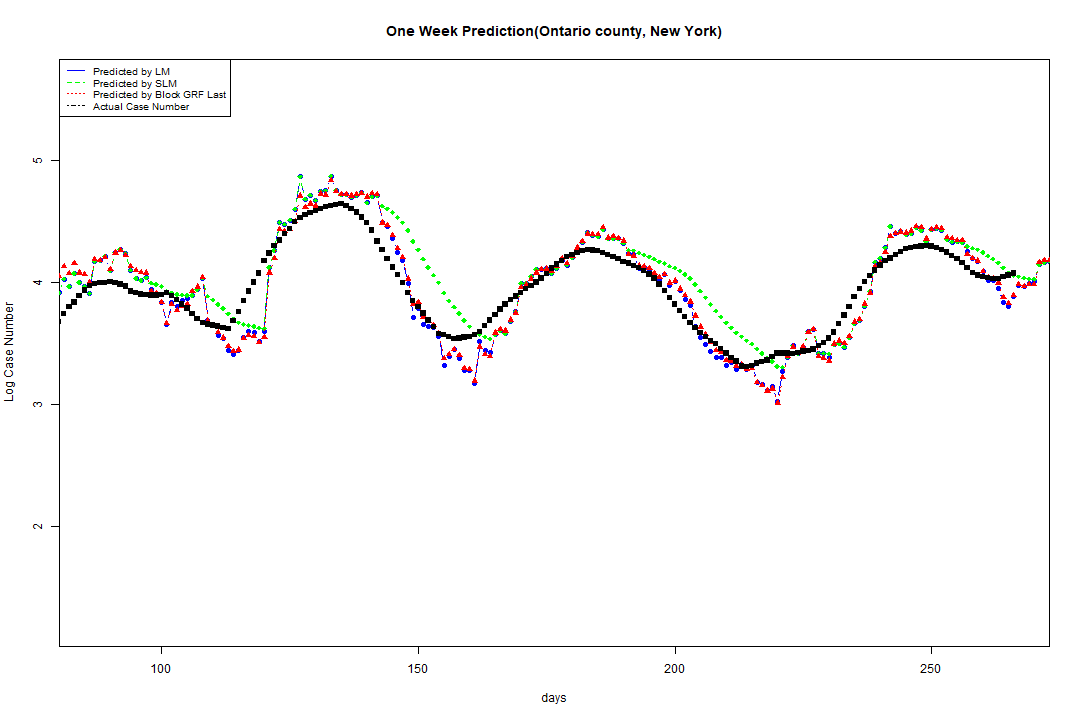 One Week Prediction(Ontario county, New York)
Predicted by LM
Predicted by SLM
Predicted by Block GRF Last
Actual Case Number
5
4
3
2
Log Case Number
100 150 200 250
days